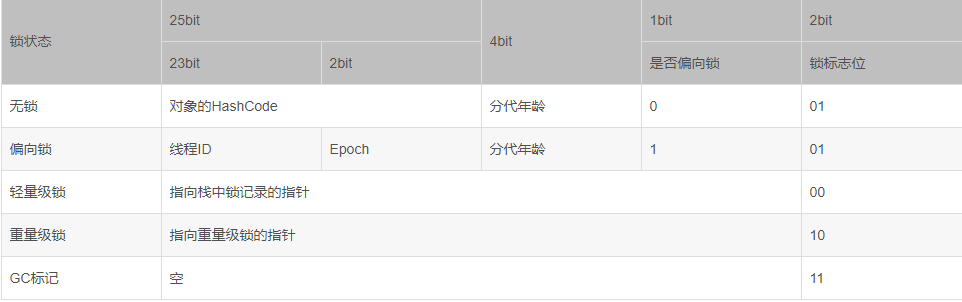 锁状态 25bit 4bit 1bit 2bit
23bit 2bit 是否偏向锁 锁标志位
无锁 对象的HashCode 分代年龄 0 01
偏向锁 线程ID Epoch 分代年龄 1 01
轻量级锁 指向栈中锁记录的指针 00
重量级锁 指向重量级锁的指针 10
GC标记 空 11